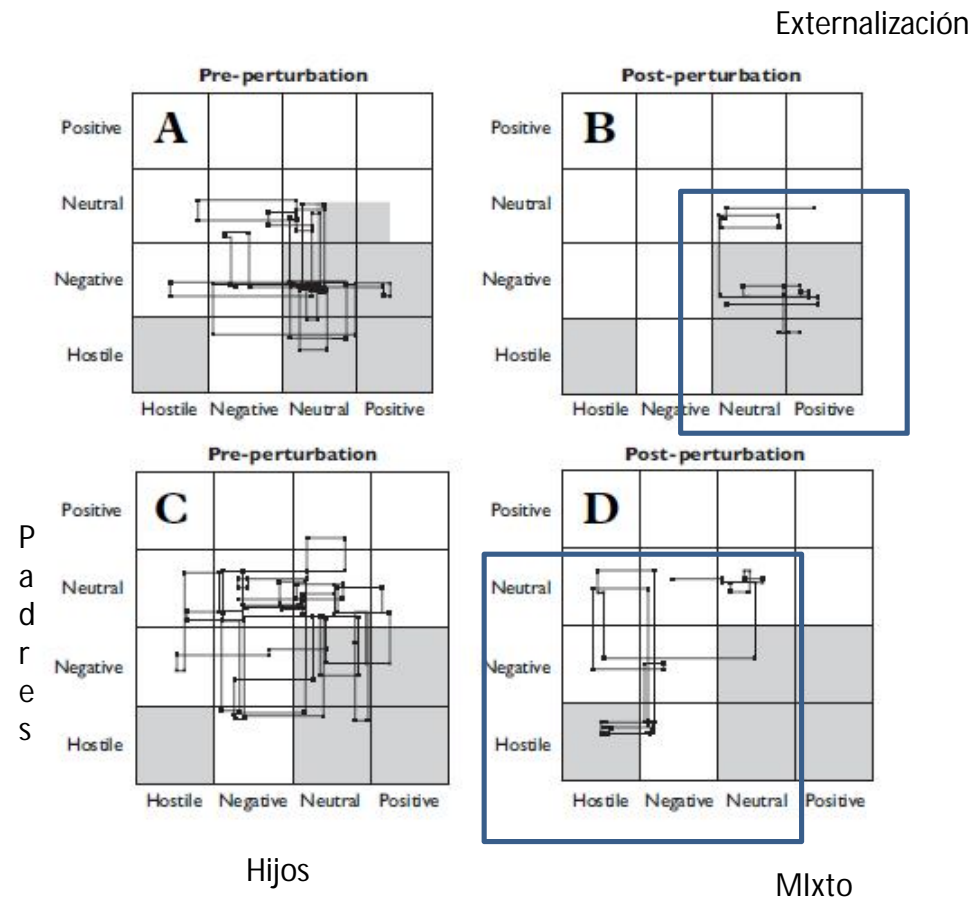 Externalización
Pre-perturbation
Post-perturbation
A
B
Positive
Neutral
Negative
Hostile
Positive
Neutral
Negative
Hostile
Hostile Negative Neutral Positive
Hostile Negative Neutral Positive
Pre-perturbation
Post-perturbation
C
D
Padres
Positive
Neutral
Negative
Hostile
Positive
Neutral
Negative
Hostile
Hostile Negative Neutral Positive
Hostile Negative Neutral Positive
Hijos
MIxto